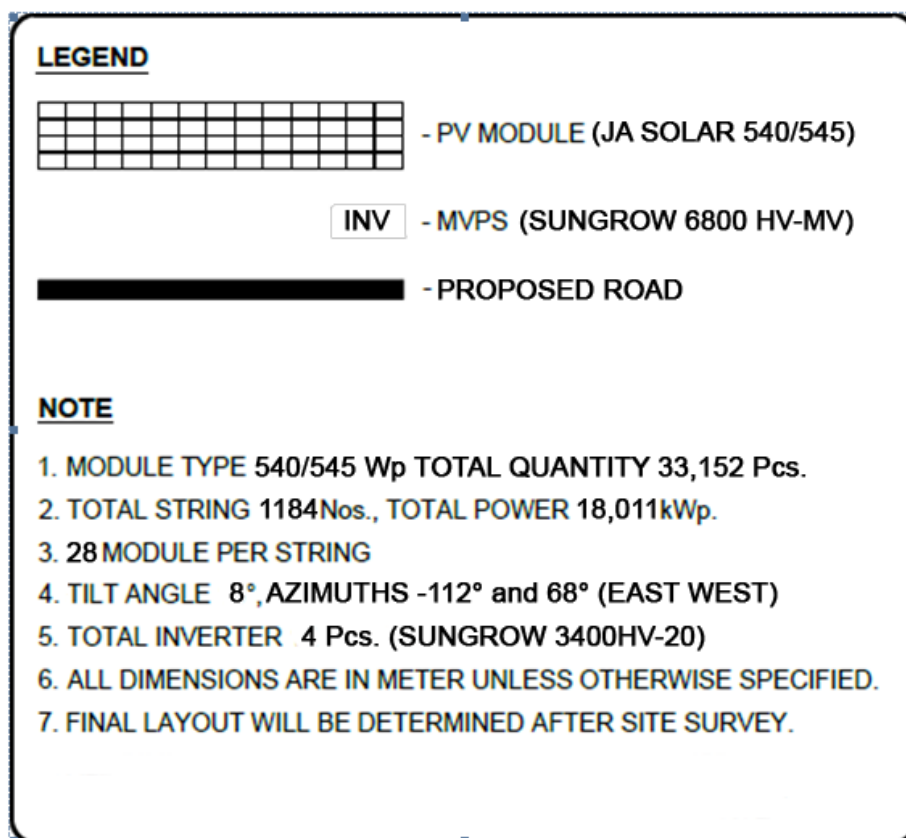 LEGEND
- PV MODULE (JA SOLAR 540/545)
INV - MVPS (SUNGROW 6800 HV-MV)
- PROPOSED ROAD
NOTE
1. MODULE TYPE 540/545 Wp TOTAL QUANTITY 33,152 Pcs.
2. TOTAL STRING 1184Nos., TOTAL POWER 18,011kWp.
3. 28 MODULE PER STRING
4. TILT ANGLE 8°, AZIMUTHS -112° and 68° (EAST WEST)
5. TOTAL INVERTER 4 Pcs. (SUNGROW 3400HV-20)
6. ALL DIMENSIONS ARE IN METER UNLESS OTHERWISE SPECIFIED.
7. FINAL LAYOUT WILL BE DETERMINED AFTER SITE SURVEY.